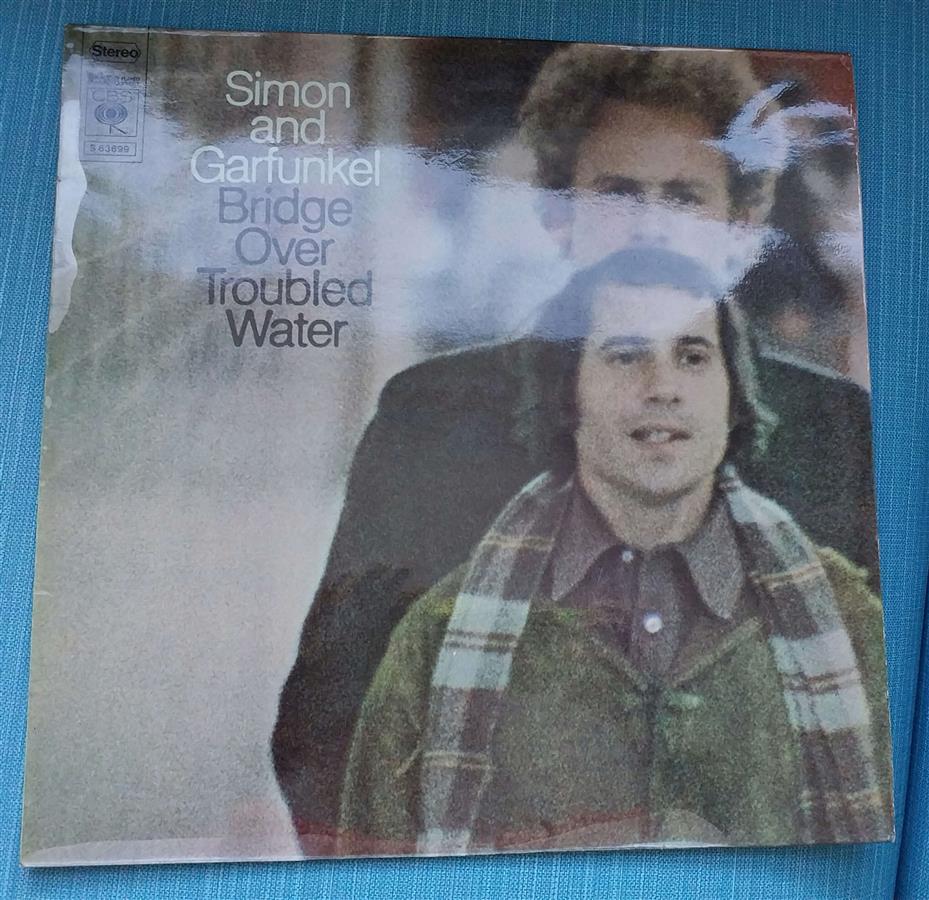 Stereo
CBS
S 63699
Simon
and
Garfunkel
Bridge
Over
Troubled
Water